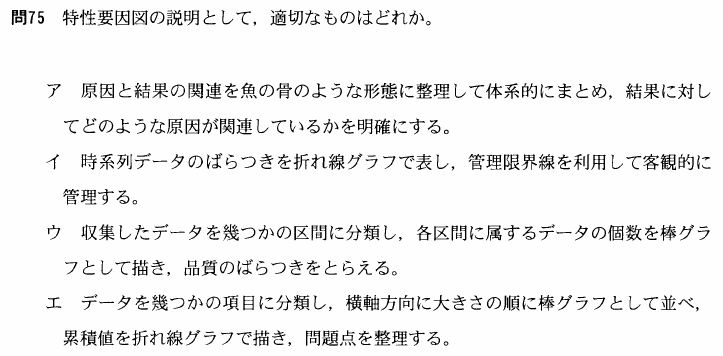 問75 特性要因図の説明として，適切なものはどれか。
ア 原因と結果の関連を魚の骨のような形態に整理して体系的にまとめ，結果に対し
てどのような原因が関連しているかを明確にする。
イ 時系列データのばらつきを折れ線グラフで表し，管理限界線を利用して客観的に
管理する。
ウ 収集したデータを幾つかの区間に分類し，各区間に属するデータの個数を棒グラ
フとして描き，品質のばらつきをとらえる。
エ データを幾つかの項目に分類し，横軸方向に大きさの順に棒グラフとして並べ，
累積値を折れ線グラフで描き，問題点を整理する。